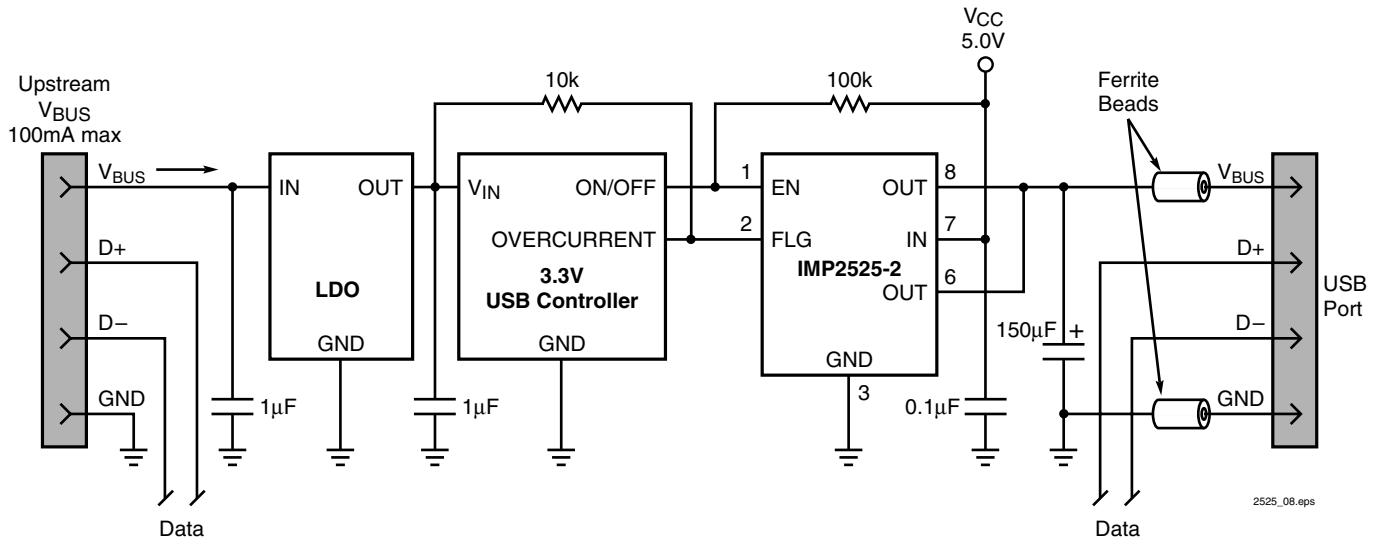 VCC
5.0V
Upstream
VBUS
100mA max
10k
100k
Ferrite
Beads
VBUS
IN
OUT
VIN
ON/OFF
1
EN
OUT
8
VBUS
D+
OVERCURRENT
2
FLG
IN
7
D+
LDO
3.3V
USB Controller
IMP2525-2
OUT
6
USB
Port
D−
GND
GND
GND
3
150µF
+
D−
GND
1µF
1µF
0.1µF
GND
Data
Data
2525_08.eps